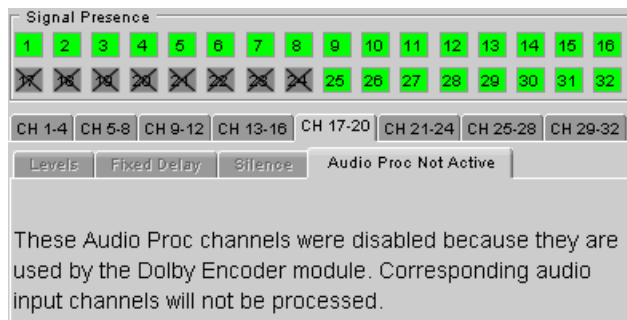 Signal Presence
1 2 3 4 5 6 7 8 9 10 11 12 13 14 15 16
17 18 19 20 21 22 23 24 25 26 27 28 29 30 31 32
CH 1-4 CH 5-8 CH 9-12 CH 13-16 CH 17-20 CH 21-24 CH 25-28 CH 29-32
Levels Fixed Delay Silence Audio Proc Not Active
These Audio Proc channels were disabled because they are
used by the Dolby Encoder module. Corresponding audio
input channels will not be processed.